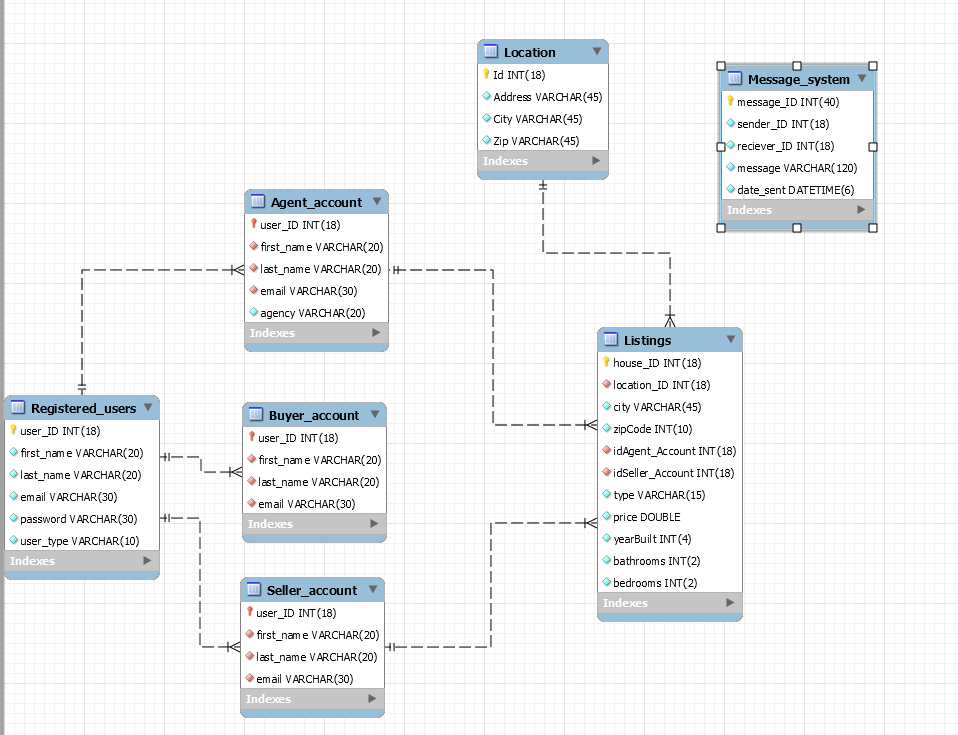 Location
Id INT(18)
Address VARCHAR(45)
City VARCHAR(45)
Zip VARCHAR(45)
Indexes
Message_system
message_ID INT(40)
sender_ID INT(18)
reciever_ID INT(18)
message VARCHAR(120)
date_sent DATETIME(6)
Indexes
Agent_account
user_ID INT(18)
first_name VARCHAR(20)
last_name VARCHAR(20)
email VARCHAR(30)
agency VARCHAR(20)
Indexes
Listings
house_ID INT(18)
location_ID INT(18)
city VARCHAR(45)
zipCode INT(10)
idAgent_Account INT(18)
idSeller_Account INT(18)
type VARCHAR(15)
price DOUBLE
yearBuilt INT(4)
bathrooms INT(2)
bedrooms INT(2)
Indexes
Registered_users
user_ID INT(18)
first_name VARCHAR(20)
last_name VARCHAR(20)
email VARCHAR(30)
password VARCHAR(30)
user_type VARCHAR(10)
Indexes
Buyer_account
user_ID INT(18)
first_name VARCHAR(20)
last_name VARCHAR(20)
email VARCHAR(30)
Indexes
Seller_account
user_ID INT(18)
first_name VARCHAR(20)
last_name VARCHAR(20)
email VARCHAR(30)
Indexes